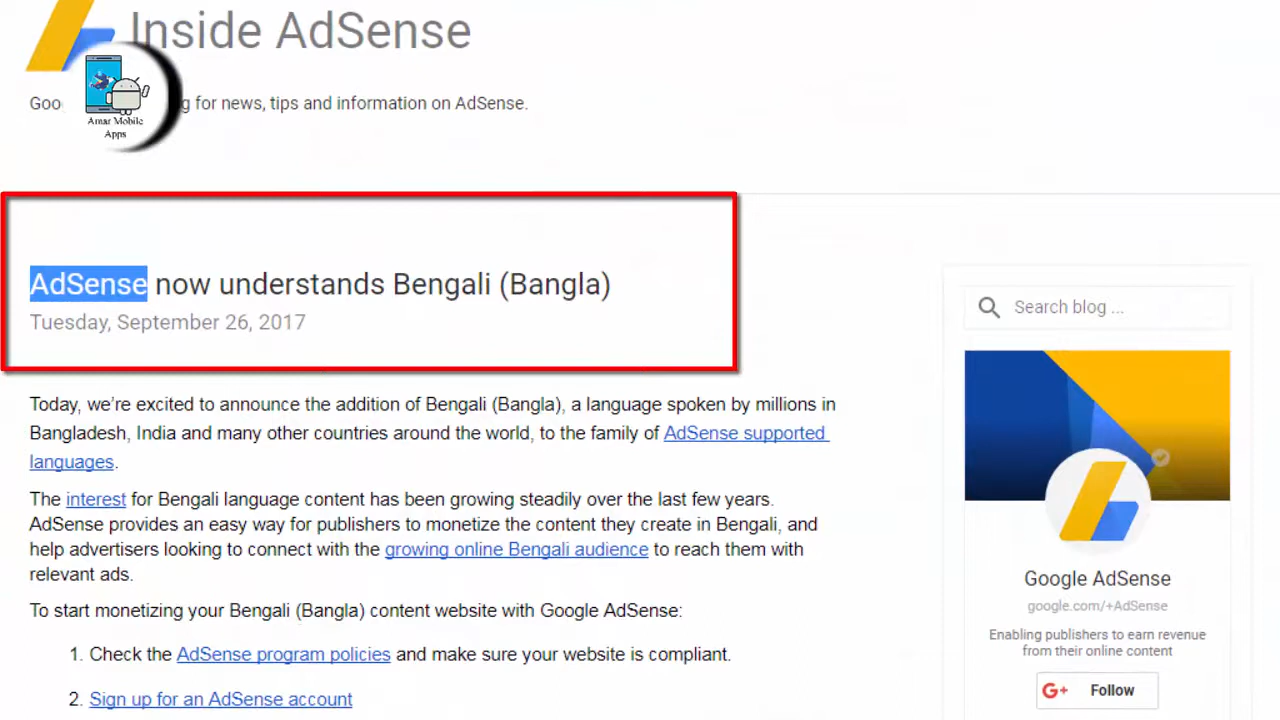 Inside AdSense
Goo g for news, tips and information on AdSense.
Amar Mobile
Apps
AdSense now understands Bengali (Bangla)
Tuesday, September 26, 2017
Today, we’re excited to announce the addition of Bengali (Bangla), a language spoken by millions in
Bangladesh, India and many other countries around the world, to the family of AdSense supported
languages.
The interest for Bengali language content has been growing steadily over the last few years.
AdSense provides an easy way for publishers to monetize the content they create in Bengali, and
help advertisers looking to connect with the growing online Bengali audience to reach them with
relevant ads.
To start monetizing your Bengali (Bangla) content website with Google AdSense:
1. Check the AdSense program policies and make sure your website is compliant.
2. Sign up for an AdSense account
Search blog ...
Google AdSense
google.com/+AdSense
Enabling publishers to earn revenue
from their online content
G+ Follow